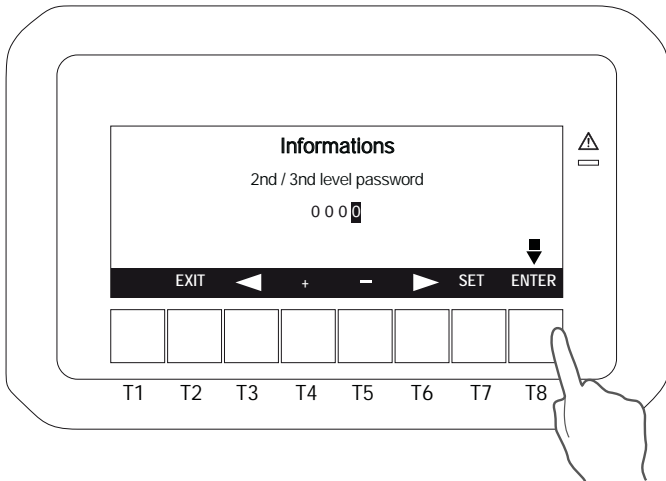 Informations
2nd / 3nd level password
0 0 0 0
EXIT + - SET ENTER
T1 T2 T3 T4 T5 T6 T7 T8